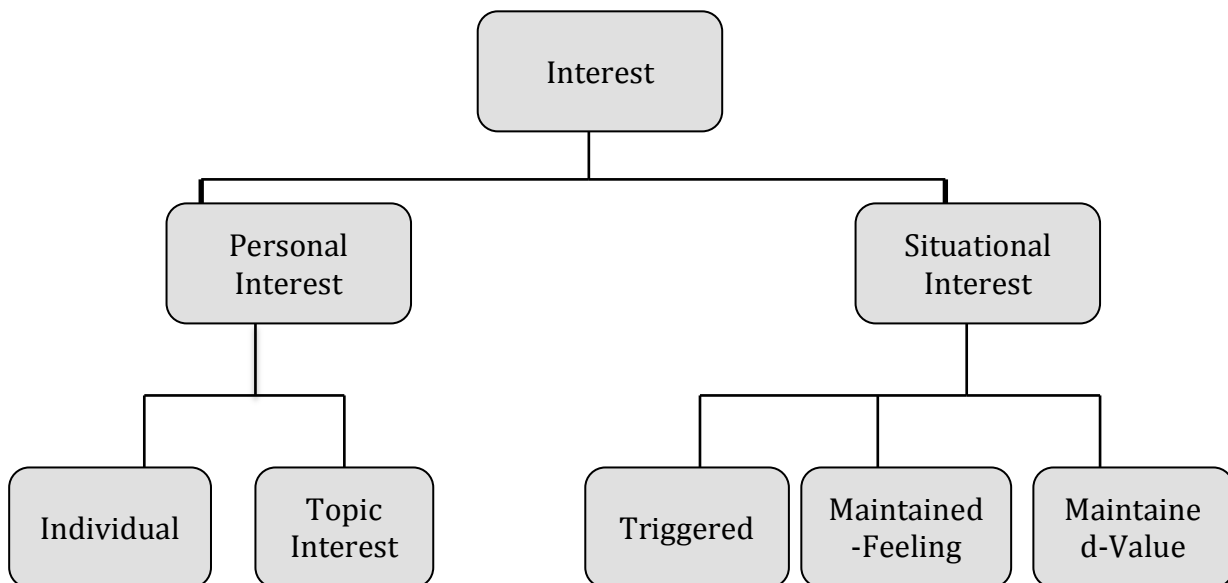 Interest
Personal
Interest
Situational
Interest
Individual
Topic
Interest
Triggered
Maintained
-Feeling
Maintaine
d-Value